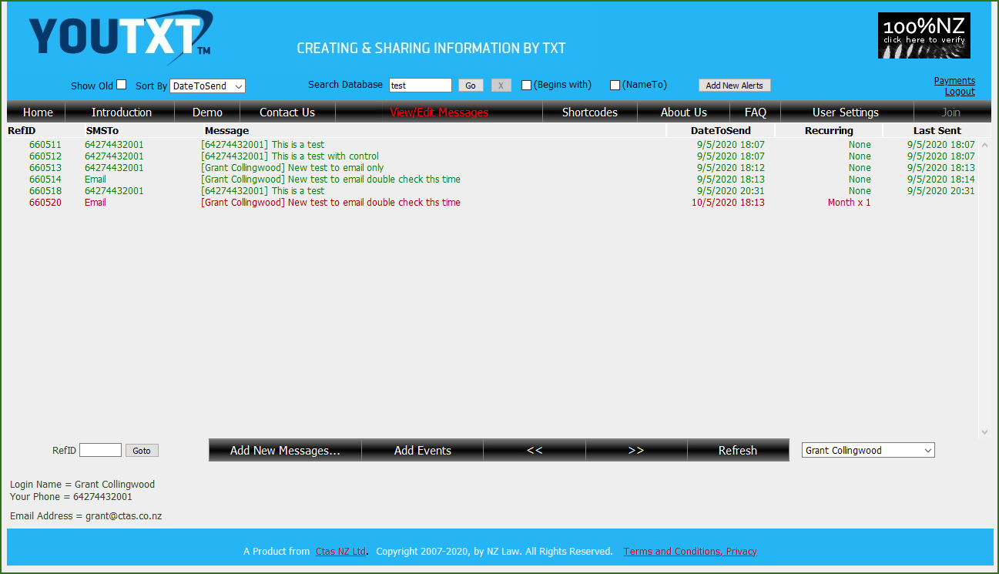 YOUTXT™
CREATING & SHARING INFORMATION BY TXT
100%NZ
click here to verify
Show Old Sort By DateToSend Search Database test Go X (Begins with) (NameTo) Add New Alerts
Payments
Logout
Home Introduction Demo Contact Us View/Edit Messages Shortcodes About Us FAQ User Settings Join
RefID SMSTo Message DateToSend Recurring Last Sent
660511 64274432001 [64274432001] This is a test 9/5/2020 18:07 None 9/5/2020 18:07
660512 64274432001 [64274432001] This is a test with control 9/5/2020 18:07 None 9/5/2020 18:07
660513 64274432001 [Grant Collingwood] New test to email only 9/5/2020 18:12 None 9/5/2020 18:13
660514 Email [Grant Collingwood] New test to email double check ths time 9/5/2020 18:13 None 9/5/2020 18:14
660518 64274432001 [64274432001] This is a test 9/5/2020 20:31 None 9/5/2020 20:31
660520 Email [Grant Collingwood] New test to email double check ths time 10/5/2020 18:13 Month x 1
RefID Goto Add New Messages... Add Events << >> Refresh Grant Collingwood
Login Name = Grant Collingwood
Your Phone = 64274432001
Email Address = grant@ctas.co.nz
A Product from Ctas NZ Ltd. Copyright 2007-2020, by NZ Law. All Rights Reserved. Terms and Conditions, Privacy